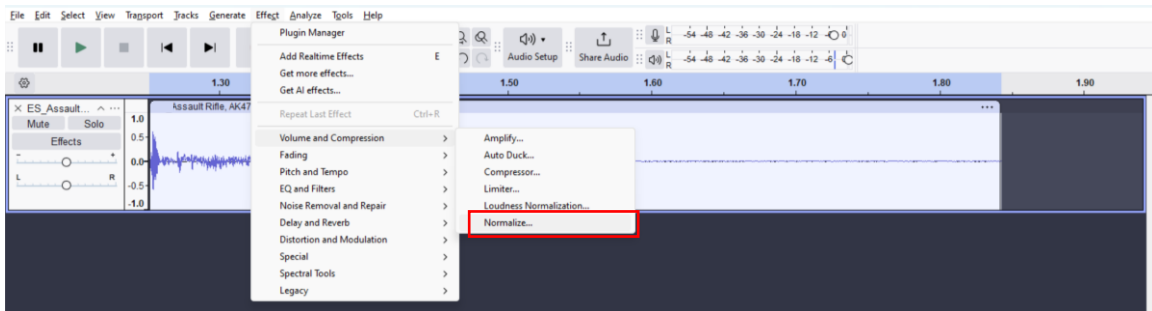 File Edit Select View Transport Tracks Generate Effect Analyze Tools Help
Plugin Manager
Add Realtime Effects E
Get more effects...
Get AI effects...
Repeat Last Effect Ctrl+R
Volume and Compression
Fading
Pitch and Tempo
EQ and Filters
Noise Removal and Repair
Delay and Reverb
Distortion and Modulation
Special
Spectral Tools
Legacy
Amplify...
Auto Duck...
Compressor...
Limiter...
Loudness Normalization...
Normalize...
Audio Setup
Share Audio
L R -54 -48 -42 -36 -30 -24 -18 -12 -6 0
L R -54 -48 -42 -36 -30 -24 -18 -12 -6
1.30 1.50 1.60 1.70 1.80 1.90
ES_Assault...
Mute Solo
Effects
- +
L R
1.0
0.5
0.0
-0.5
-1.0
Assault Rifle, AK47